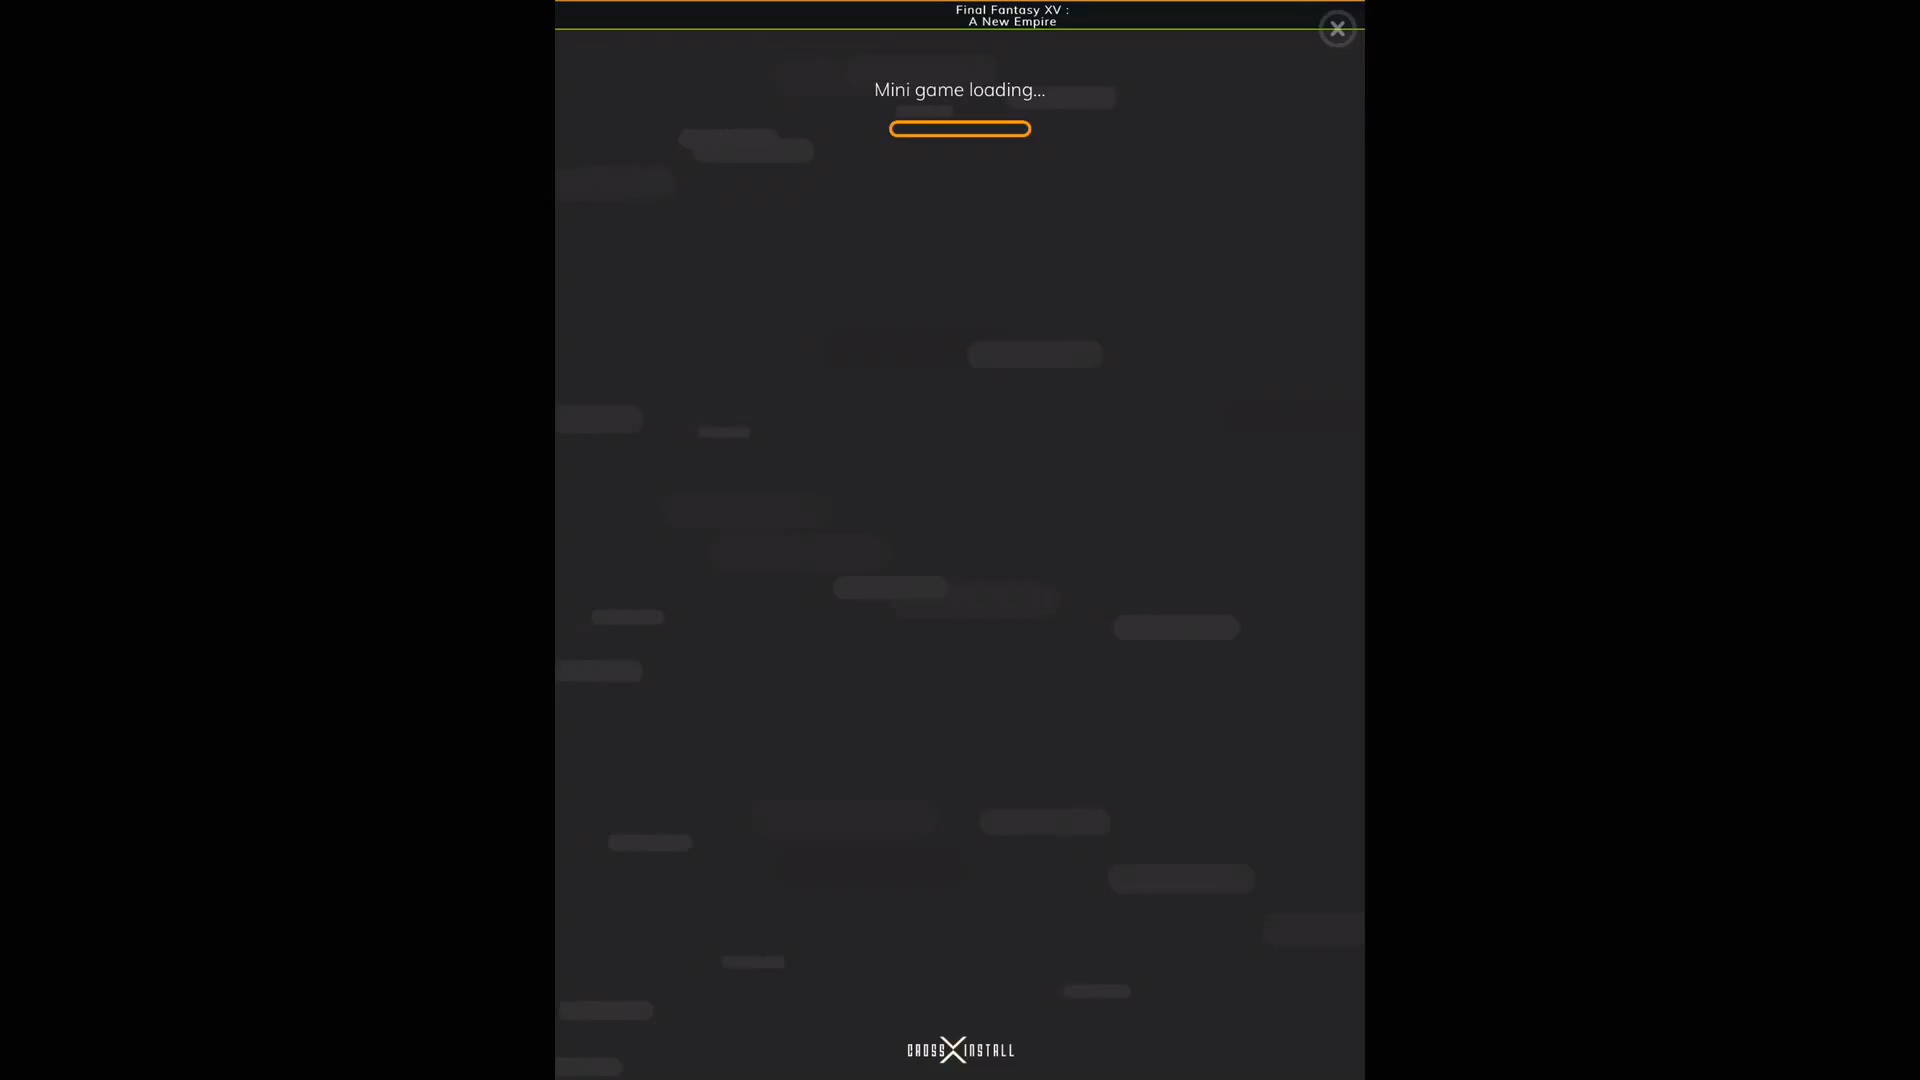 Final Fantasy XV :
A New Empire
Mini game loading...
CROSS INSTALL